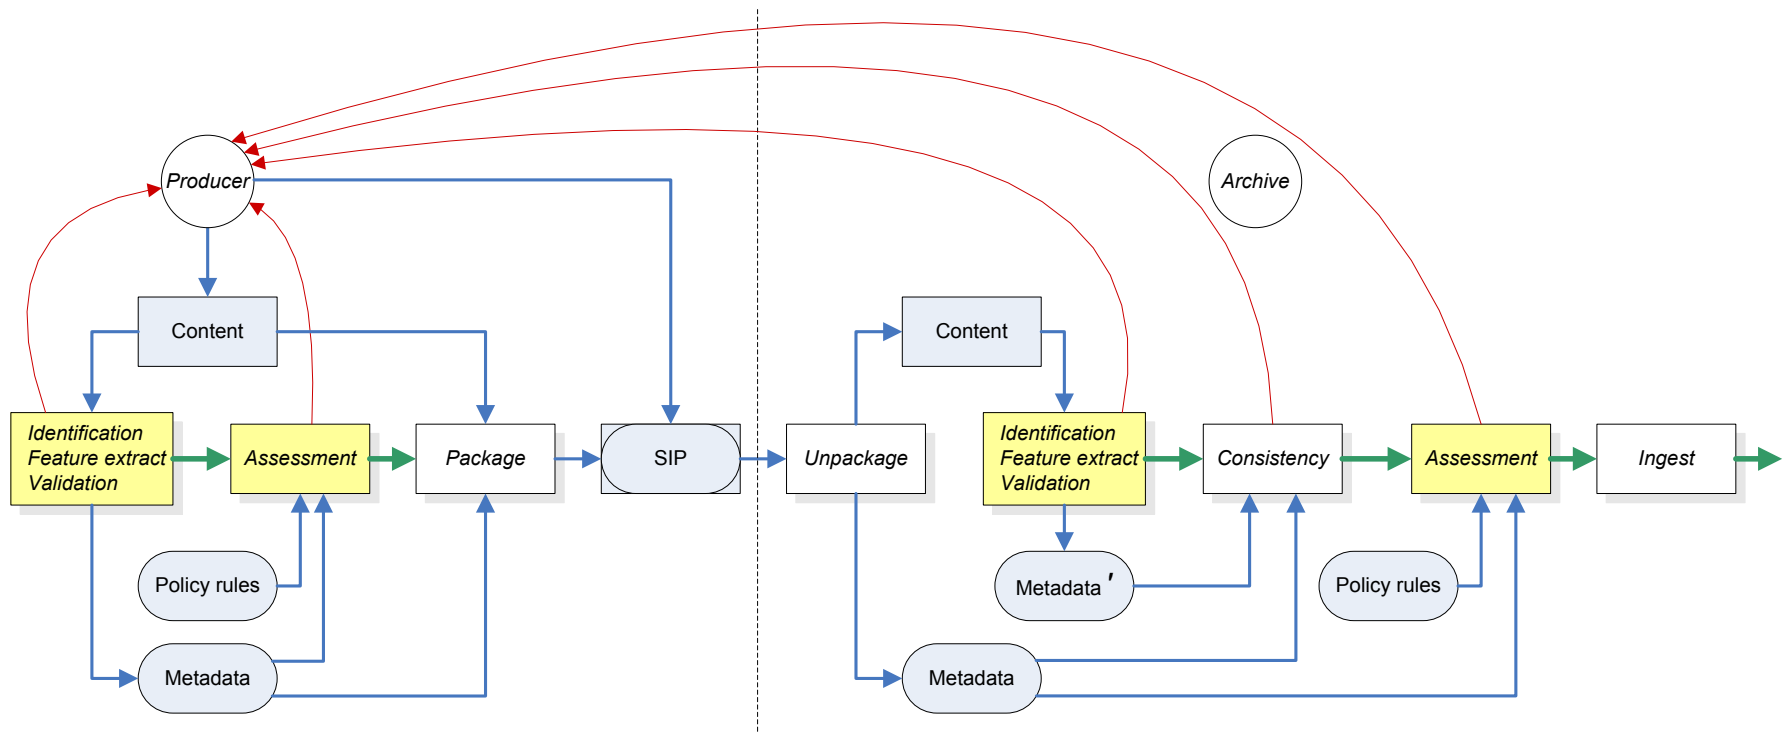 Producer
Archive
Content
Content
Identification
Feature extract
Validation
Assessment
Package
SIP
Unpackage
Identification
Feature extract
Validation
Consistency
Assessment
Ingest
Policy rules
Metadata '
Policy rules
Metadata
Metadata